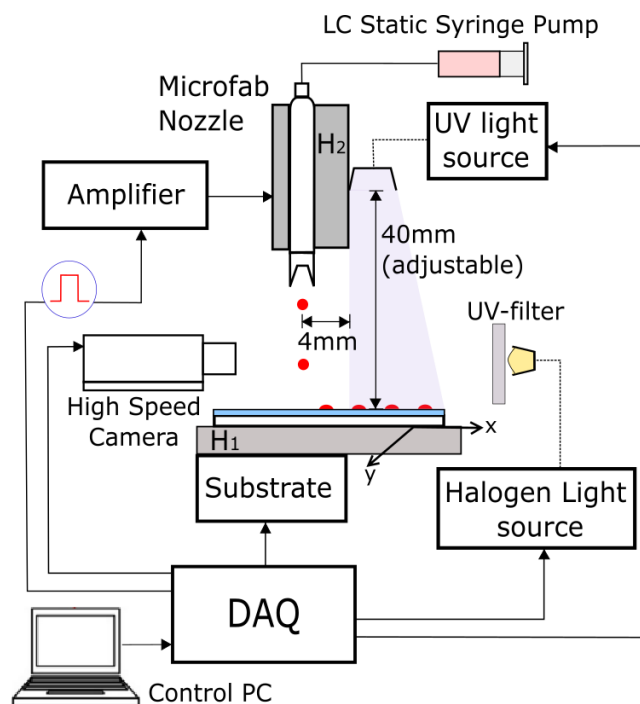 LC Static Syringe Pump
Microfab
Nozzle
H2
UV light
source
Amplifier
40mm
(adjustable)
UV-filter
4mm
High Speed
Camera
x
H1
y
Substrate
Halogen Light
source
DAQ
Control PC